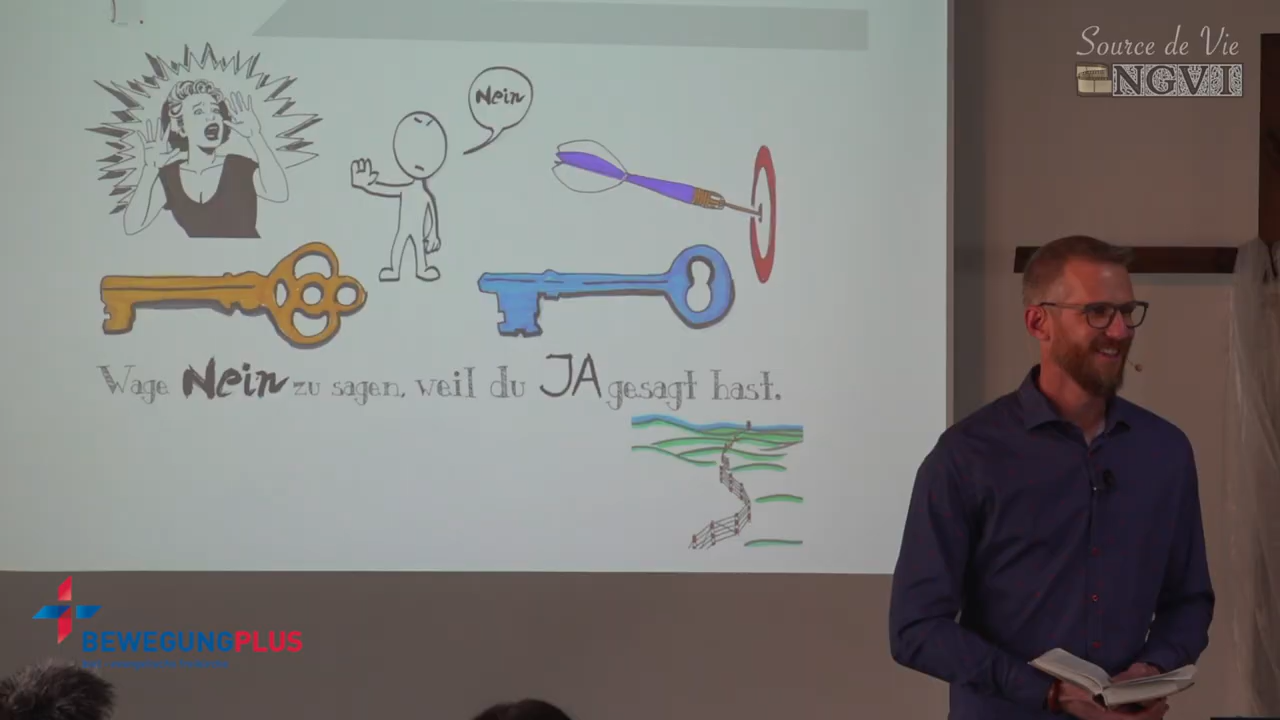 Source de Vie
NGVI
Nein
Wage Nein zu sagen, weil du JA gesagt hast.
BEWEGUNGPLUS